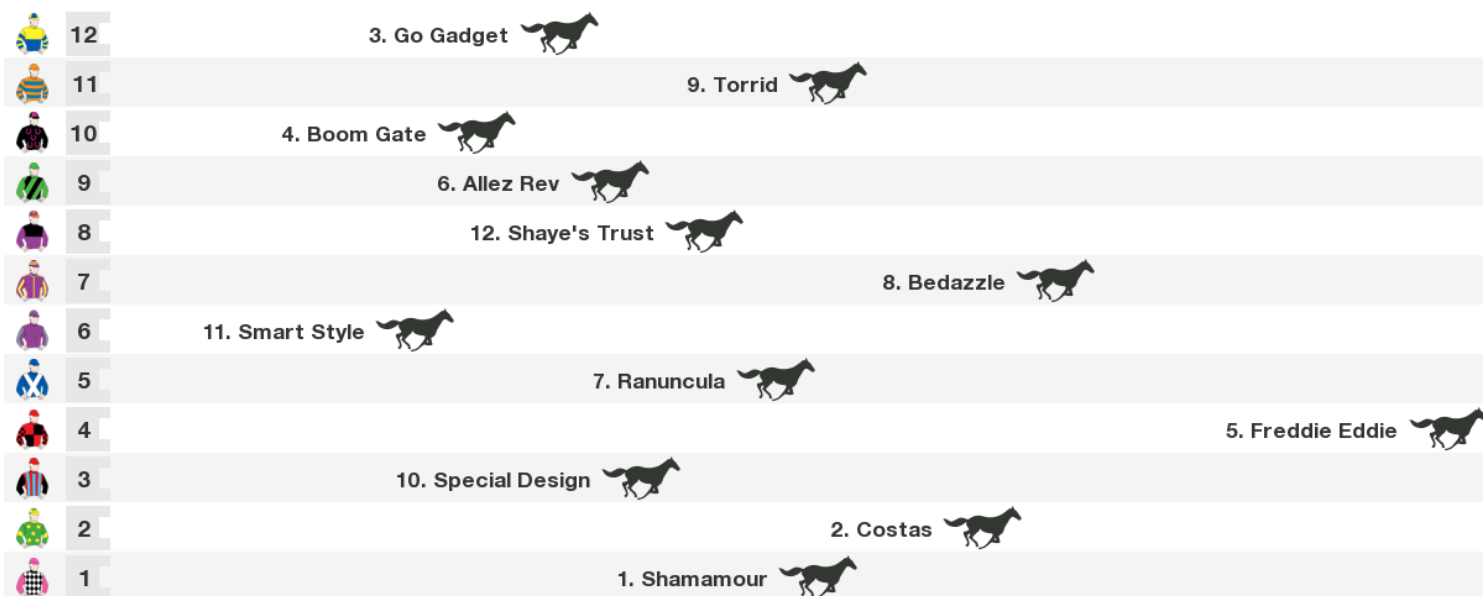 12 3. Go Gadget
11 9. Torrid
10 4. Boom Gate
9 6. Allez Rev
8 12. Shaye's Trust
7 8. Bedazzle
6 11. Smart Style
5 7. Ranuncula
4 5. Freddie Eddie
3 10. Special Design
2 2. Costas
1 1. Shamamour